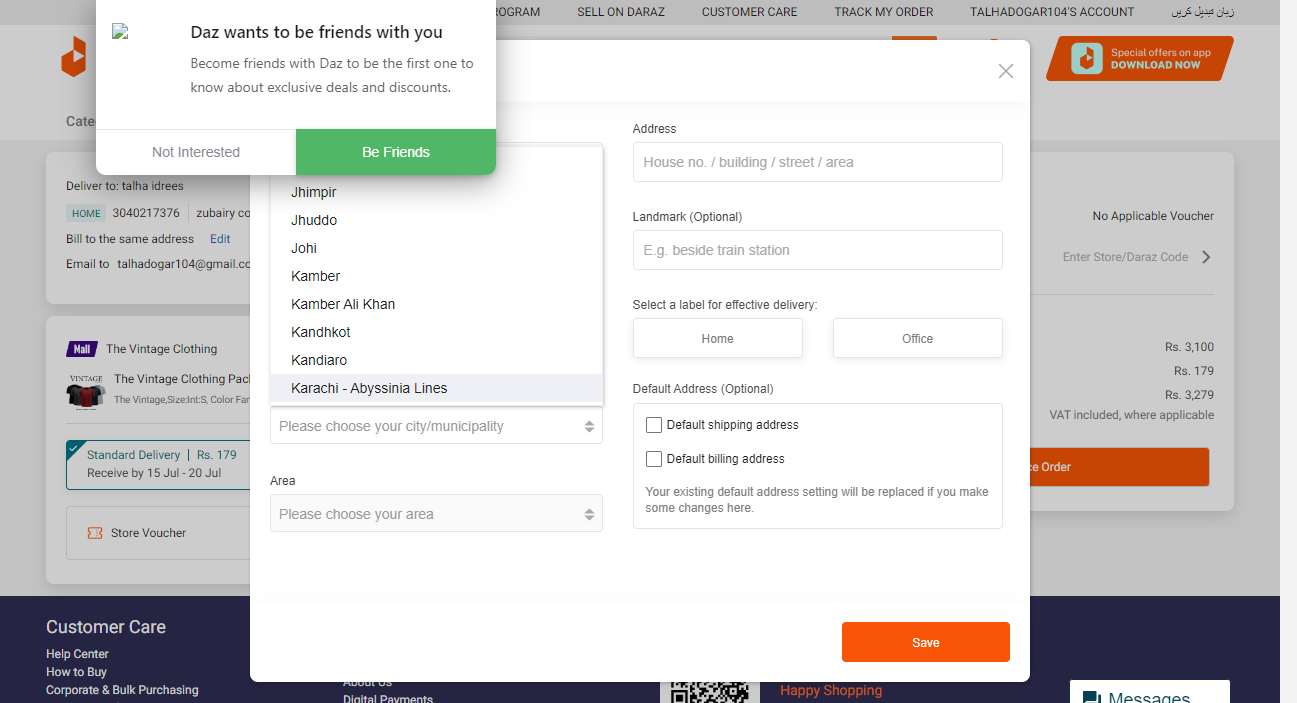 ROGRAM SELL ON DARAZ CUSTOMER CARE TRACK MY ORDER TALHADOGAR104'S ACCOUNT زبان تبدیل کریں
Daz wants to be friends with you
Become friends with Daz to be the first one to
know about exclusive deals and discounts.
Not Interested Be Friends
Special offers on app
DOWNLOAD NOW
Cate
Deliver to: talha idrees
HOME 3040217376 zubairy co
Bill to the same address Edit
Email to talhadogar104@gmail.co
Mall The Vintage Clothing
VINTAGE
The Vintage Clothing Pac
The Vintage,Size:Int:S, Color Fam
Standard Delivery | Rs. 179
Receive by 15 Jul - 20 Jul
Store Voucher
Jhimpir
Jhuddo
Johi
Kamber
Kamber Ali Khan
Kandhkot
Kandiaro
Karachi - Abyssinia Lines
Please choose your city/municipality
Area
Please choose your area
Address
House no. / building / street / area
Landmark (Optional)
E.g. beside train station
Select a label for effective delivery:
Home Office
Default Address (Optional)
Default shipping address
Default billing address
Your existing default address setting will be replaced if you make
some changes here.
Save
No Applicable Voucher
Enter Store/Daraz Code
Rs. 3,100
Rs. 179
Rs. 3,279
VAT included, where applicable
ce Order
Customer Care
Help Center
How to Buy
Corporate & Bulk Purchasing
About Us
Digital Payments
Happy Shopping
Messages